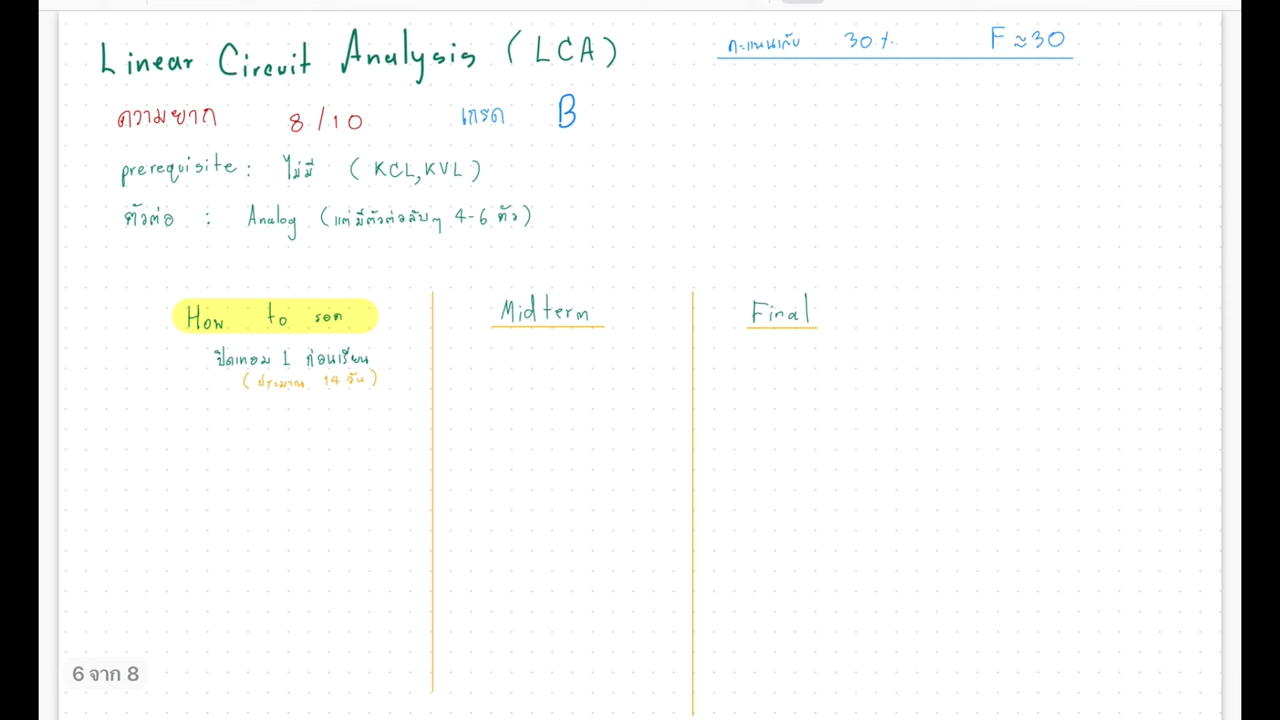 Linear Circuit Analysis (LCA)
คะแนนเก็บ 30 % F ≈ 30
ความยาก 8/10 เกรด B
prerequisite : ไม่มี (KCL, KVL)
ตัวต่อ : Analog (แต่มีตัวต่อลับๆ 4-6 ตัว)
How to รอด
ปิดเทอม 1 ก่อนเรียน
(ประมาณ 14 วัน)
Midterm
Final
6 จาก 8